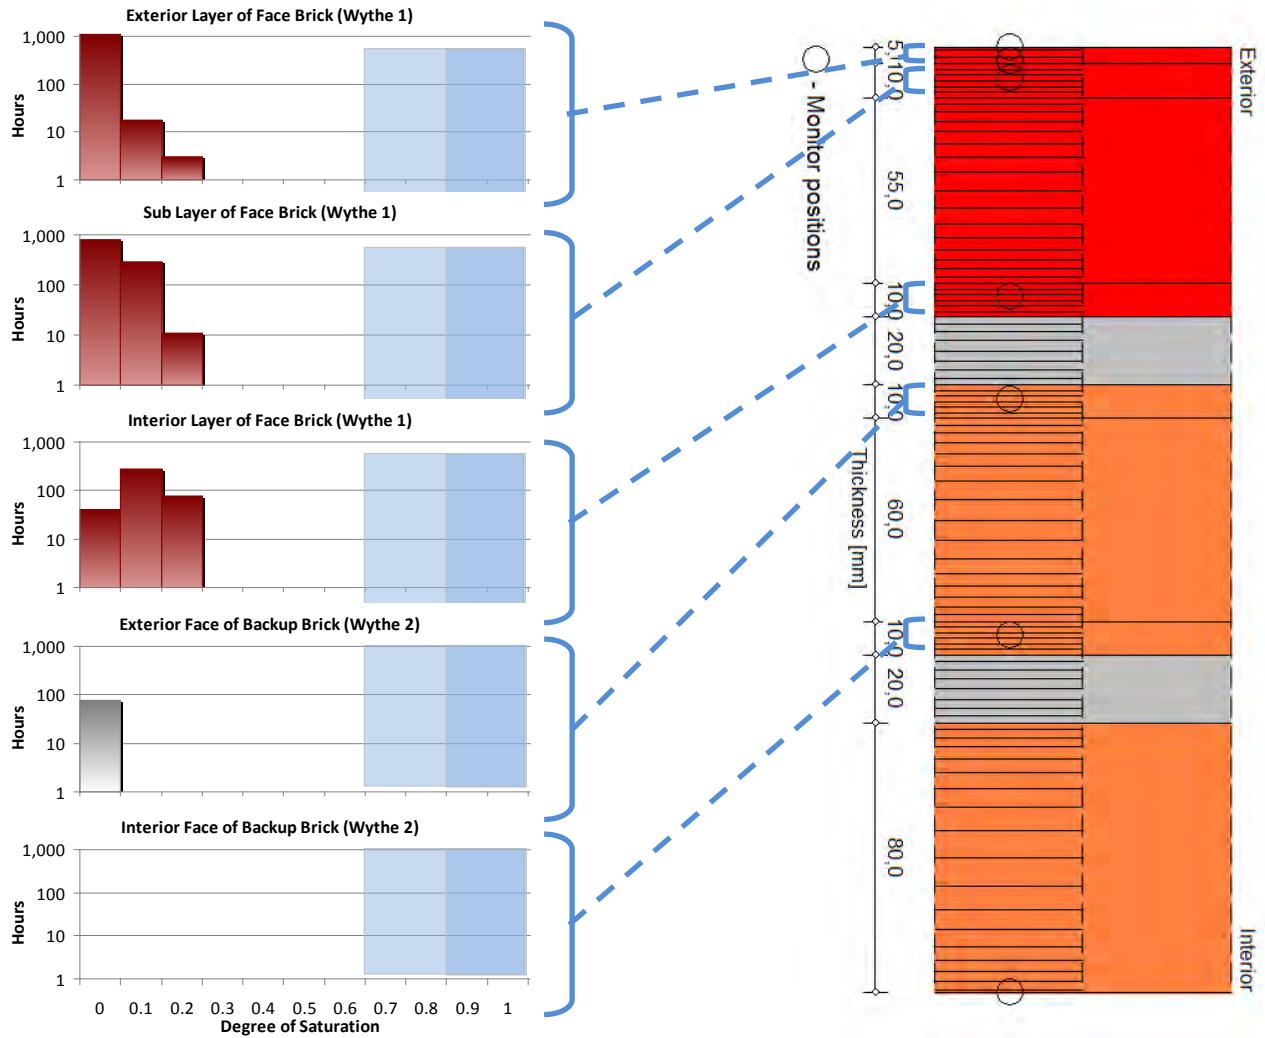 Exterior Layer of Face Brick (Wythe 1)
1,000
100
10
1
Hours
Sub Layer of Face Brick (Wythe 1)
1,000
100
10
1
Hours
Interior Layer of Face Brick (Wythe 1)
1,000
100
10
1
Hours
Exterior Face of Backup Brick (Wythe 2)
1,000
100
10
1
Hours
Interior Face of Backup Brick (Wythe 2)
1,000
100
10
1
Hours
0 0.1 0.2 0.3 0.4 0.5 0.6 0.7 0.8 0.9 1
Degree of Saturation
- Monitor positions
Thickness [mm]
5,0
10,0
55,0
10,0
20,0
10,0
60,0
10,0
20,0
80,0
Exterior
Interior